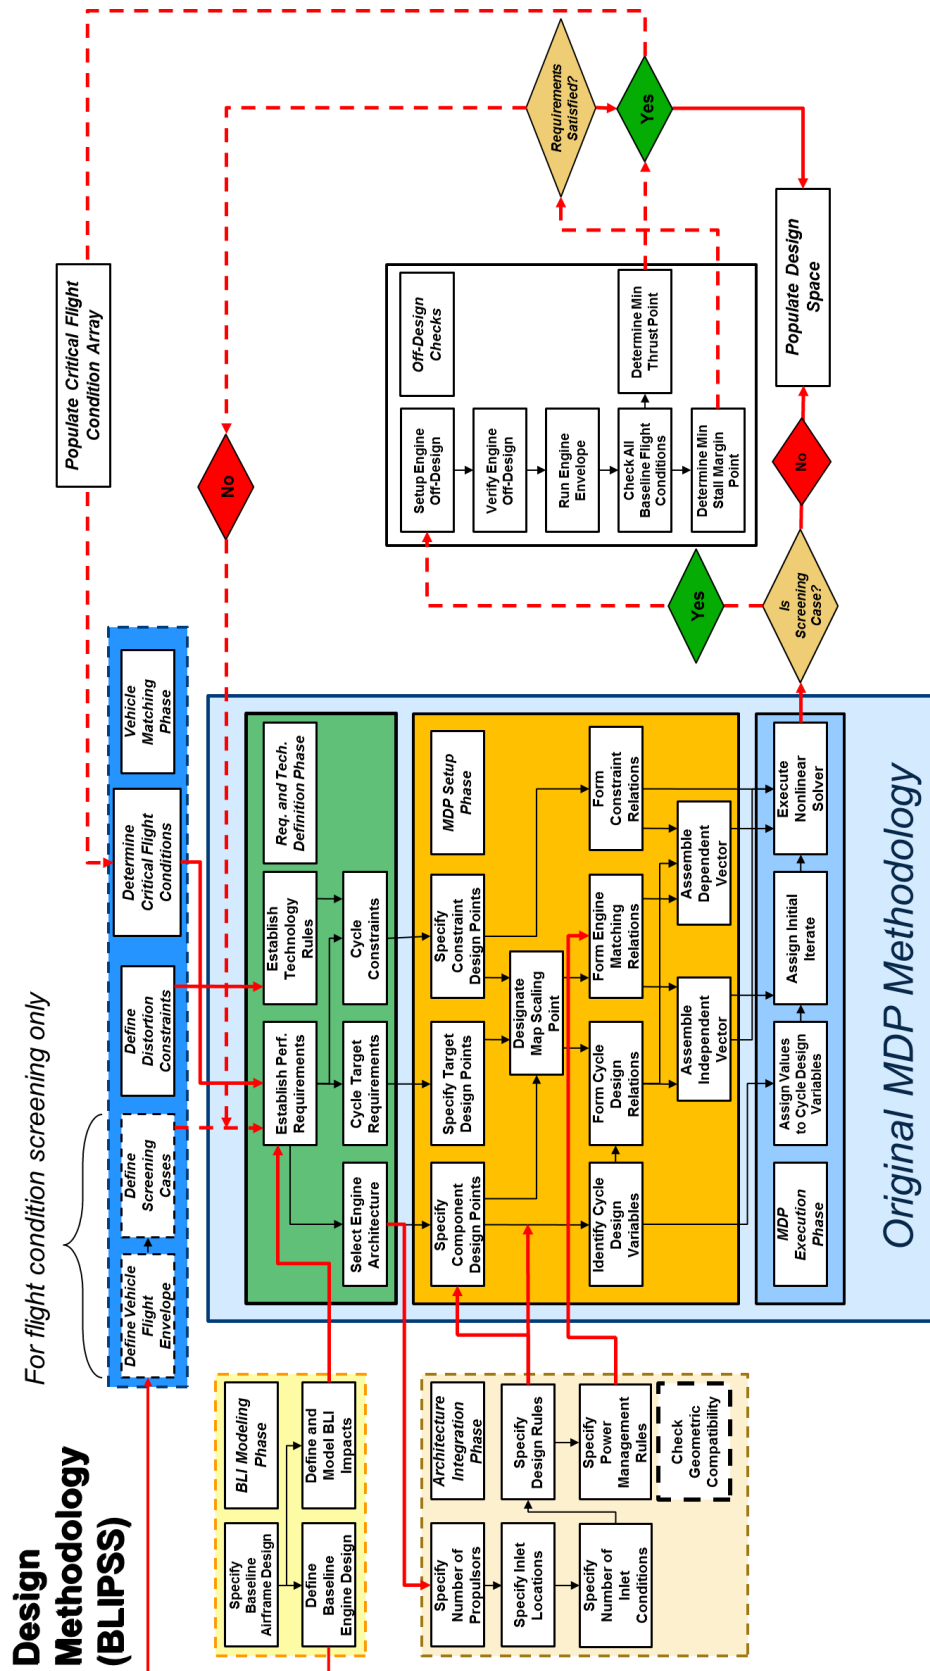 Design
Methodology
(BLIPSS)
For flight condition screening only
Define Vehicle
Flight
Envelope
Define
Screening
Cases
Define
Distortion
Constraints
Determine
Critical Flight
Conditions
Vehicle
Matching
Phase
Populate Critical Flight
Condition Array
No
Requirements
Satisfied?
Yes
Specify
Baseline
Airframe Design
BLI Modeling
Phase
Define
Baseline
Engine Design
Define and
Model BLI
Impacts
Establish Perf.
Requirements
Establish
Technology
Rules
Req. and Tech.
Definition Phase
Select Engine
Architecture
Cycle Target
Requirements
Cycle
Constraints
Specify
Number of
Propulsors
Architecture
Integration
Phase
Specify Inlet
Locations
Specify
Design Rules
Specify
Number of
Inlet
Conditions
Specify
Power
Management
Rules
Check
Geometric
Compatibility
Specify
Component
Design Points
Specify Target
Design Points
Specify
Constraint
Design Points
MDP Setup
Phase
Designate
Map Scaling
Point
Identify Cycle
Design
Variables
Form Cycle
Design
Relations
Form Engine
Matching
Relations
Form
Constraint
Relations
Assemble
Independent
Vector
Assemble
Dependent
Vector
MDP
Execution
Phase
Assign Values
to Cycle Design
Variables
Assign Initial
Iterate
Execute
Nonlinear
Solver
Original MDP Methodology
Setup Engine
Off-Design
Off-Design
Checks
Verify Engine
Off-Design
Run Engine
Envelope
Check All
Baseline Flight
Conditions
Determine Min
Thrust Point
Determine Min
Stall Margin
Point
Yes
Is
Screening
Case?
No
Populate Design
Space